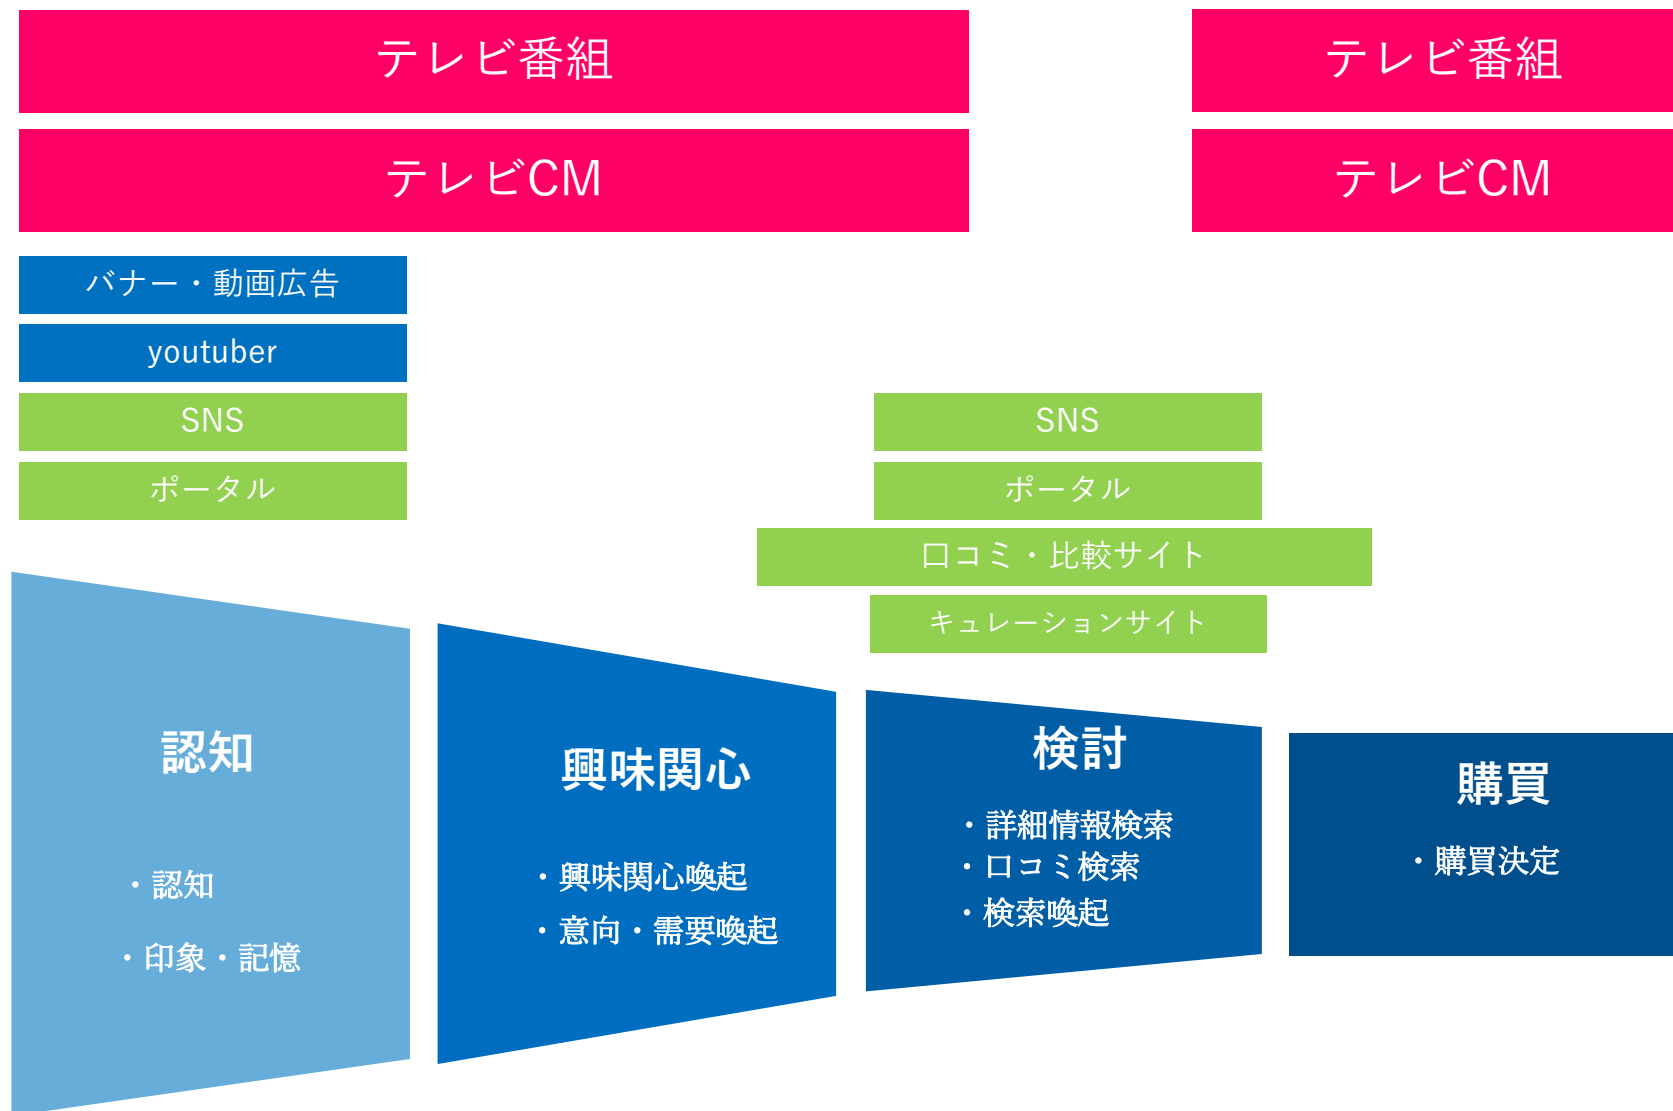 テレビ番組
テレビ番組
テレビCM
テレビCM
バナー・動画広告
youtuber
SNS
SNS
ポータル
ポータル
口コミ・比較サイト
キュレーションサイト
認知
・認知
・印象・記憶
興味関心
・興味関心喚起
・意向・需要喚起
検討
・詳細情報検索
・口コミ検索
・検索喚起
購買
・購買決定